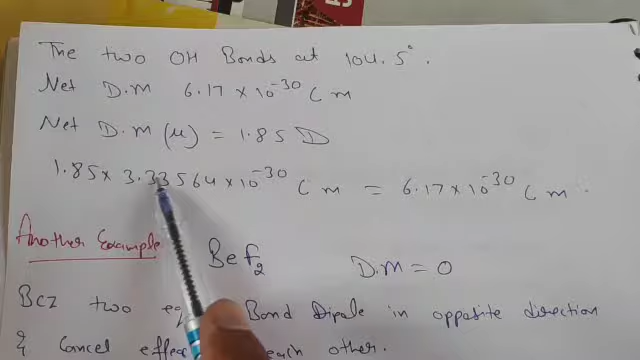 The two OH Bonds at 104.5°.
Net D.M 6.17 × 10⁻³⁰ C m
Net D.m (μ) = 1.85 D
1.85 × 3.33564 × 10⁻³⁰ C m = 6.17 × 10⁻³⁰ C m
Another Example
BeF₂ D.M = 0
Bcz two Bond Dipole in opposite direction
& Cancel each other.